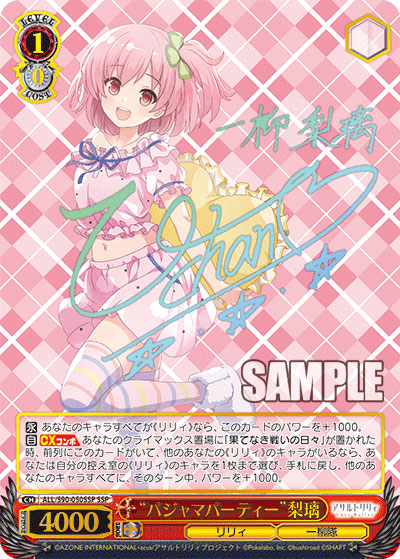 LEVEL
1
0
COST
一柳 梨璃
SHanti
SAMPLE
永 あなたのキャラすべてが《リリィ》なら、このカードのパワーを+1000。
自 CXコンボ あなたのクライマックス置場に「果てなき戦いの日々」が置かれた
時、前列にこのカードがいて、他のあなたの《リリィ》のキャラがいるなら、あ
なたは自分の控え室の《リリィ》のキャラを1枚まで選び、手札に戻し、他のあ
なたのキャラすべてに、そのターン中、パワーを+1000。
CH ALL/S90-050SSP SSP
4000
“パジャマパーティー”梨璃
アサルトリリィ
リリィ
一柳隊
©AZONE INTERNATIONAL・acus/アサルトリリィプロジェクト ©Pokelabo, Inc. ©bushiroad ©SHAFT